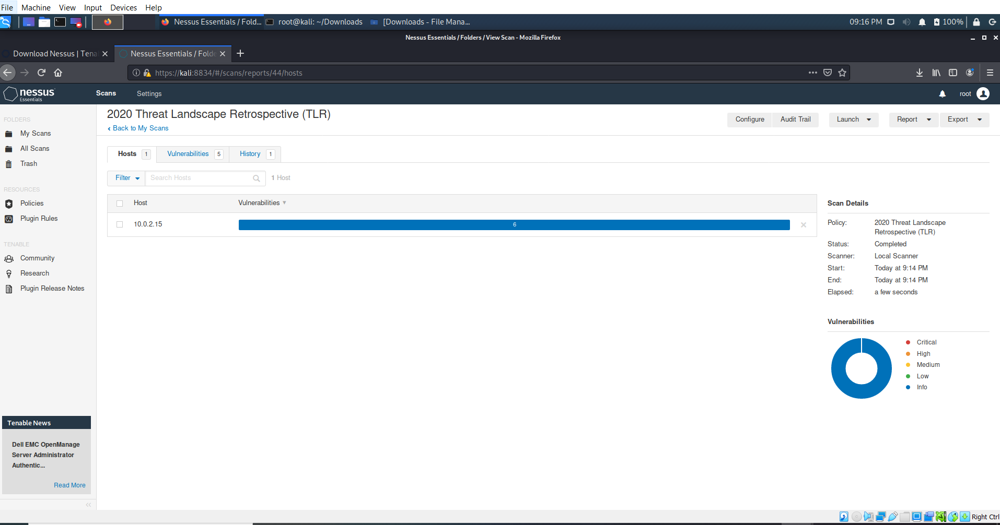 File Machine View Input Devices Help
Nessus Essentials / Fold... root@kali: ~/Downloads [Downloads - File Mana... 09:16 PM 100%
Nessus Essentials / Folders / View Scan - Mozilla Firefox
Download Nessus | Tena Nessus Essentials / Folde
https://kali:8834/#/scans/reports/44/hosts
nessus Essentials Scans Settings root
FOLDERS
My Scans
All Scans
Trash
RESOURCES
Policies
Plugin Rules
TENABLE
Community
Research
Plugin Release Notes
Tenable News
Dell EMC OpenManage
Server Administrator
Authentic...
Read More
2020 Threat Landscape Retrospective (TLR)
Back to My Scans
Configure Audit Trail Launch Report Export
Hosts 1 Vulnerabilities 5 History 1
Filter Search Hosts 1 Host
Host Vulnerabilities
10.0.2.15 6
Scan Details
Policy: 2020 Threat Landscape
Retrospective (TLR)
Status: Completed
Scanner: Local Scanner
Start: Today at 9:14 PM
End: Today at 9:14 PM
Elapsed: a few seconds
Vulnerabilities
Critical
High
Medium
Low
Info
Right Ctrl